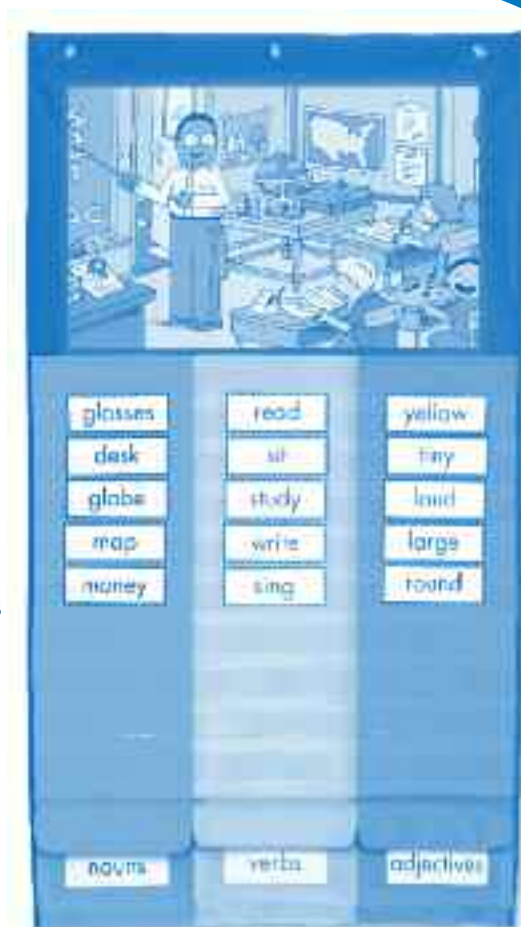 glasses read yellow
desk sit tiny
globe study loud
map write large
money sing round
nouns verbs adjectives